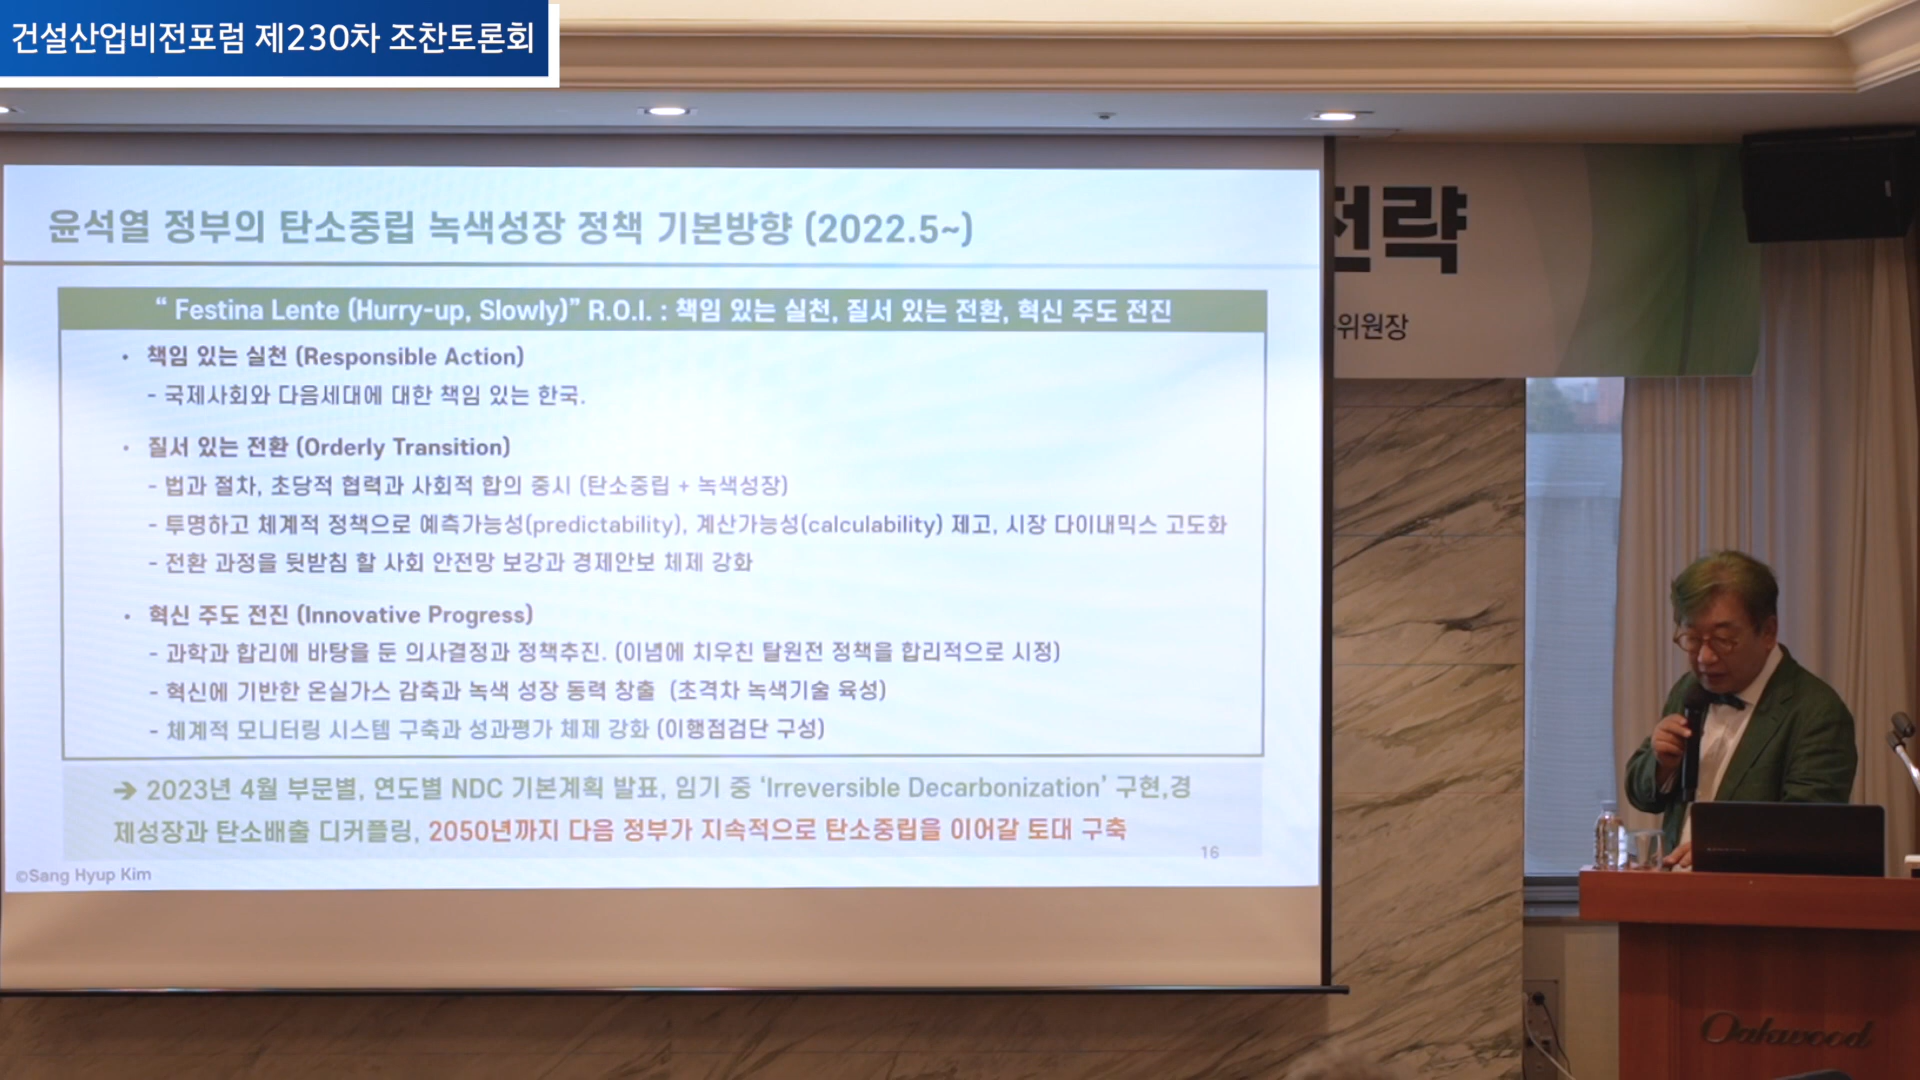 건설산업비전포럼 제230차 조찬토론회
윤석열 정부의 탄소중립 녹색성장 정책 기본방향 (2022.5~)
“ Festina Lente (Hurry-up, Slowly)” R.O.I. : 책임 있는 실천, 질서 있는 전환, 혁신 주도 전진
• 책임 있는 실천 (Responsible Action)
- 국제사회와 다음세대에 대한 책임 있는 한국.
• 질서 있는 전환 (Orderly Transition)
- 법과 절차, 초당적 협력과 사회적 합의 중시 (탄소중립 + 녹색성장)
- 투명하고 체계적 정책으로 예측가능성(predictability), 계산가능성(calculability) 제고, 시장 다이내믹스 고도화
- 전환 과정을 뒷받침 할 사회 안전망 보강과 경제안보 체제 강화
• 혁신 주도 전진 (Innovative Progress)
- 과학과 합리에 바탕을 둔 의사결정과 정책추진. (이념에 치우친 탈원전 정책을 합리적으로 시정)
- 혁신에 기반한 온실가스 감축과 녹색 성장 동력 창출 (초격차 녹색기술 육성)
- 체계적 모니터링 시스템 구축과 성과평가 체제 강화 (이행점검단 구성)
➔ 2023년 4월 부문별, 연도별 NDC 기본계획 발표, 임기 중 ‘Irreversible Decarbonization’ 구현,경
제성장과 탄소배출 디커플링, 2050년까지 다음 정부가 지속적으로 탄소중립을 이어갈 토대 구축
16
©Sang Hyup Kim
전략
위원장
Oakwood